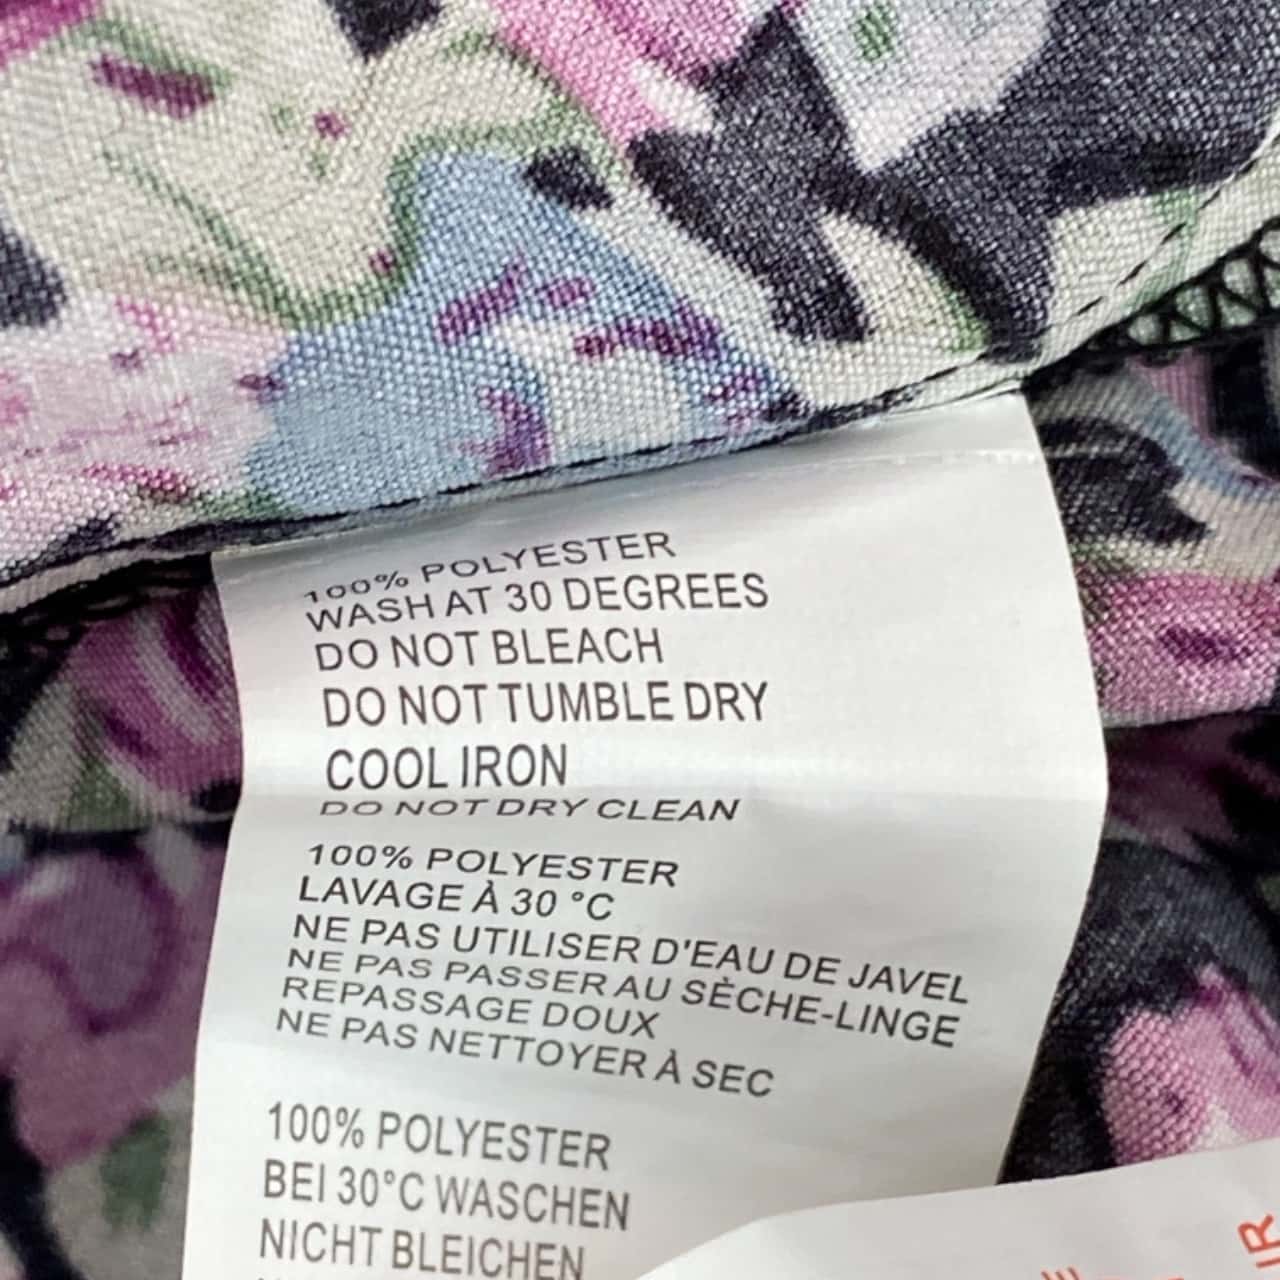 100% POLYESTER
WASH AT 30 DEGREES
DO NOT BLEACH
DO NOT TUMBLE DRY
COOL IRON
DO NOT DRY CLEAN
100% POLYESTER
LAVAGE À 30 °C
NE PAS UTILISER D'EAU DE JAVEL
NE PAS PASSER AU SÈCHE-LINGE
REPASSAGE DOUX
NE PAS NETTOYER À SEC
100% POLYESTER
BEI 30°C WASCHEN
NICHT BLEICHEN